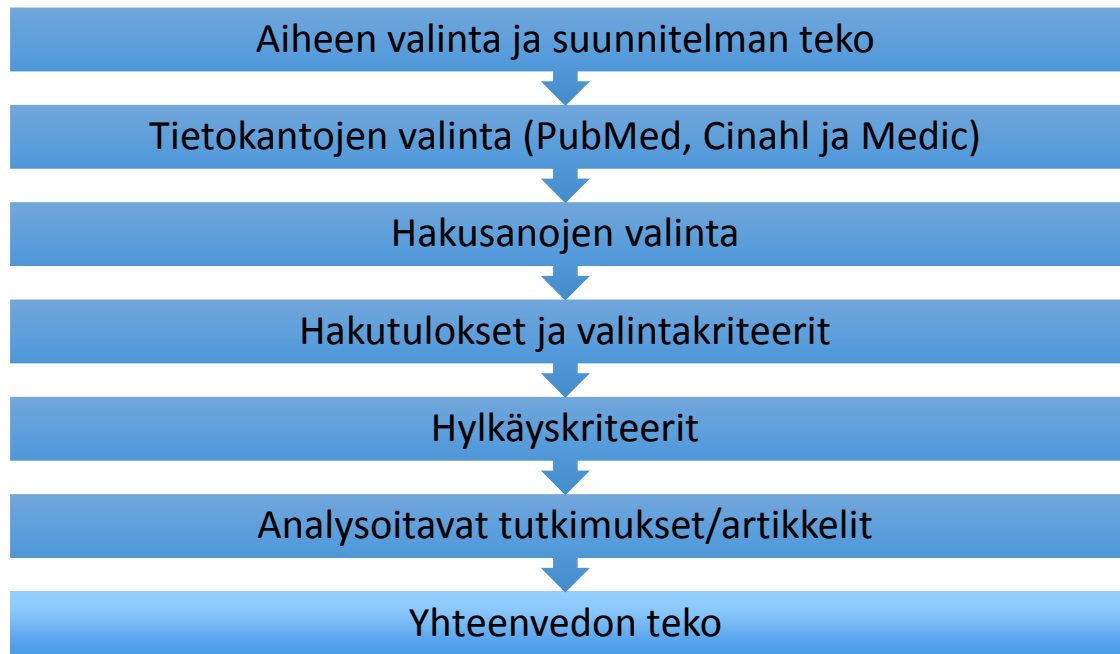 Aiheen valinta ja suunnitelman teko
Tietokantojen valinta (PubMed, Cinahl ja Medic)
Hakusanojen valinta
Hakutulokset ja valintakriteerit
Hylkäyskriteerit
Analysoitavat tutkimukset/artikkelit
Yhteenvedon teko